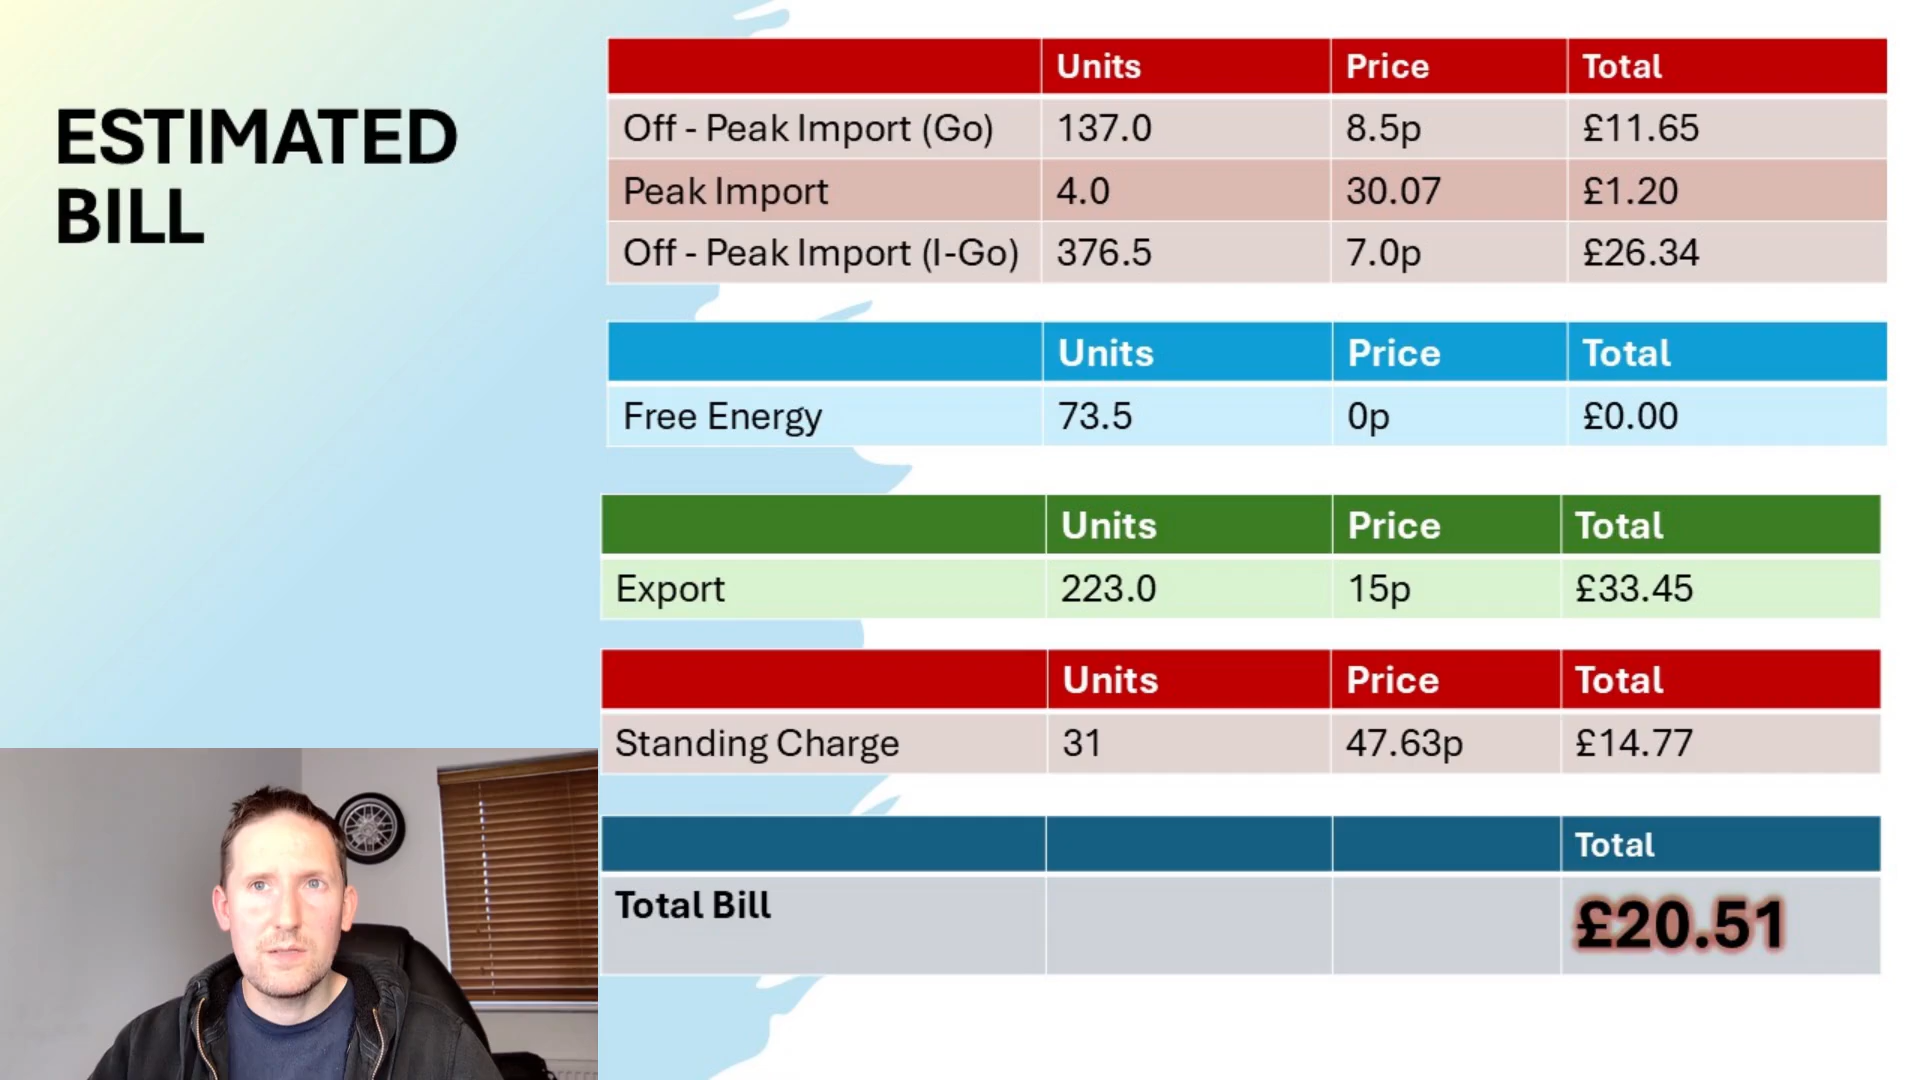 ESTIMATED
BILL
Units Price Total
Off - Peak Import (Go) 137.0 8.5p £11.65
Peak Import 4.0 30.07 £1.20
Off - Peak Import (I-Go) 376.5 7.0p £26.34
Units Price Total
Free Energy 73.5 0p £0.00
Units Price Total
Export 223.0 15p £33.45
Units Price Total
Standing Charge 31 47.63p £14.77
Total
Total Bill £20.51